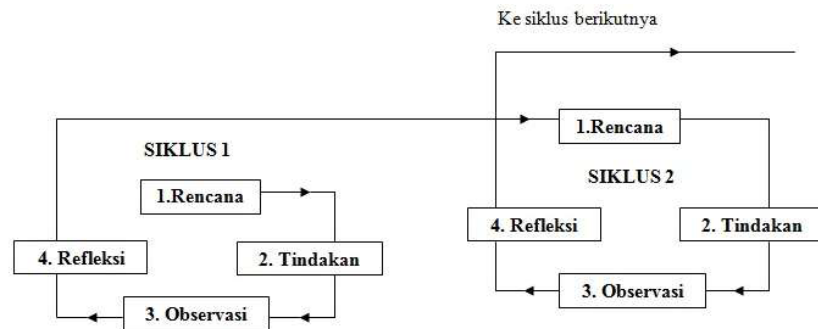 Ke siklus berikutnya
SIKLUS 1
1.Rencana
2. Tindakan
3. Observasi
4. Refleksi
1.Rencana
SIKLUS 2
2. Tindakan
3. Observasi
4. Refleksi